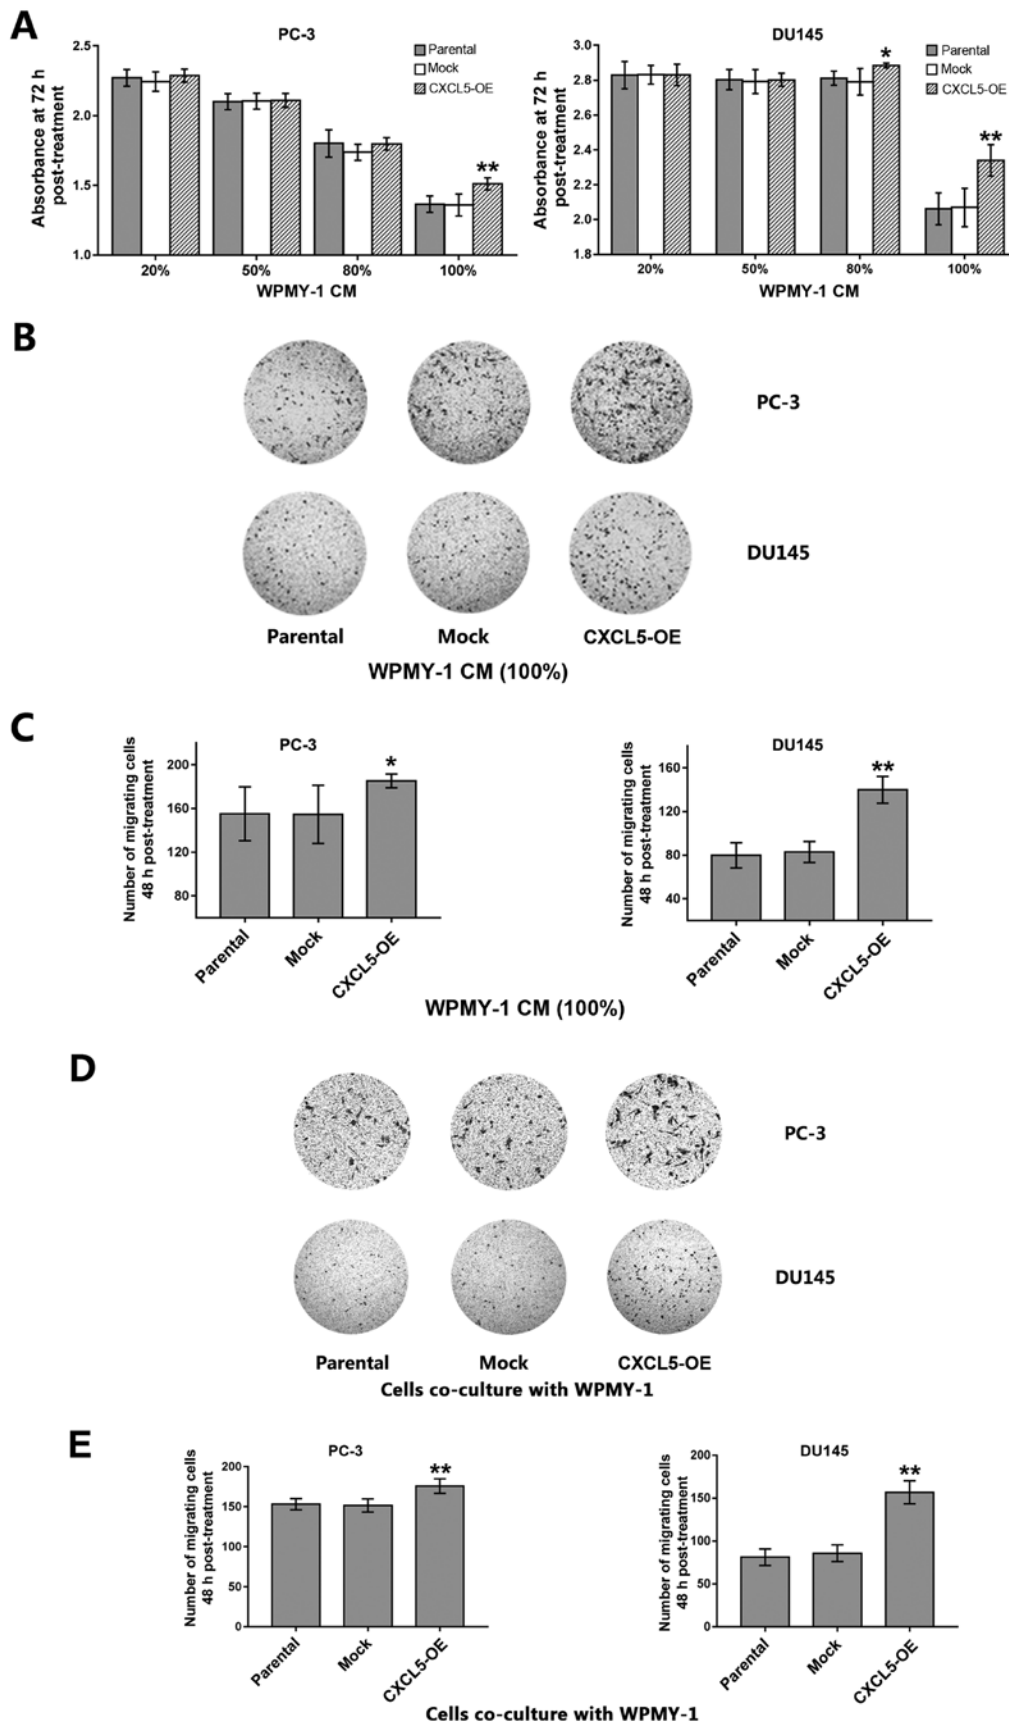 A
PC-3
Absorbance at 72 h
post-treatment
2.5
2.0
1.5
1.0
Parental
Mock
CXCL5-OE
**
20%
50%
80%
100%
WPMY-1 CM
DU145
Absorbance at 72 h
post-treatment
3.0
2.8
2.6
2.4
2.2
2.0
1.8
*
Parental
Mock
CXCL5-OE
**
20%
50%
80%
100%
WPMY-1 CM
B
PC-3
DU145
Parental
Mock
CXCL5-OE
WPMY-1 CM (100%)
C
PC-3
Number of migrating cells
48 h post-treatment
200
160
120
80
*
Parental
Mock
CXCL5-OE
DU145
Number of migrating cells
48 h post-treatment
160
120
80
40
**
Parental
Mock
CXCL5-OE
WPMY-1 CM (100%)
D
PC-3
DU145
Parental
Mock
CXCL5-OE
Cells co-culture with WPMY-1
E
PC-3
Number of migrating cells
48 h post-treatment
200
150
100
50
0
**
Parental
Mock
CXCL5-OE
DU145
Number of migrating cells
48 h post-treatment
200
150
100
50
0
**
Parental
Mock
CXCL5-OE
Cells co-culture with WPMY-1